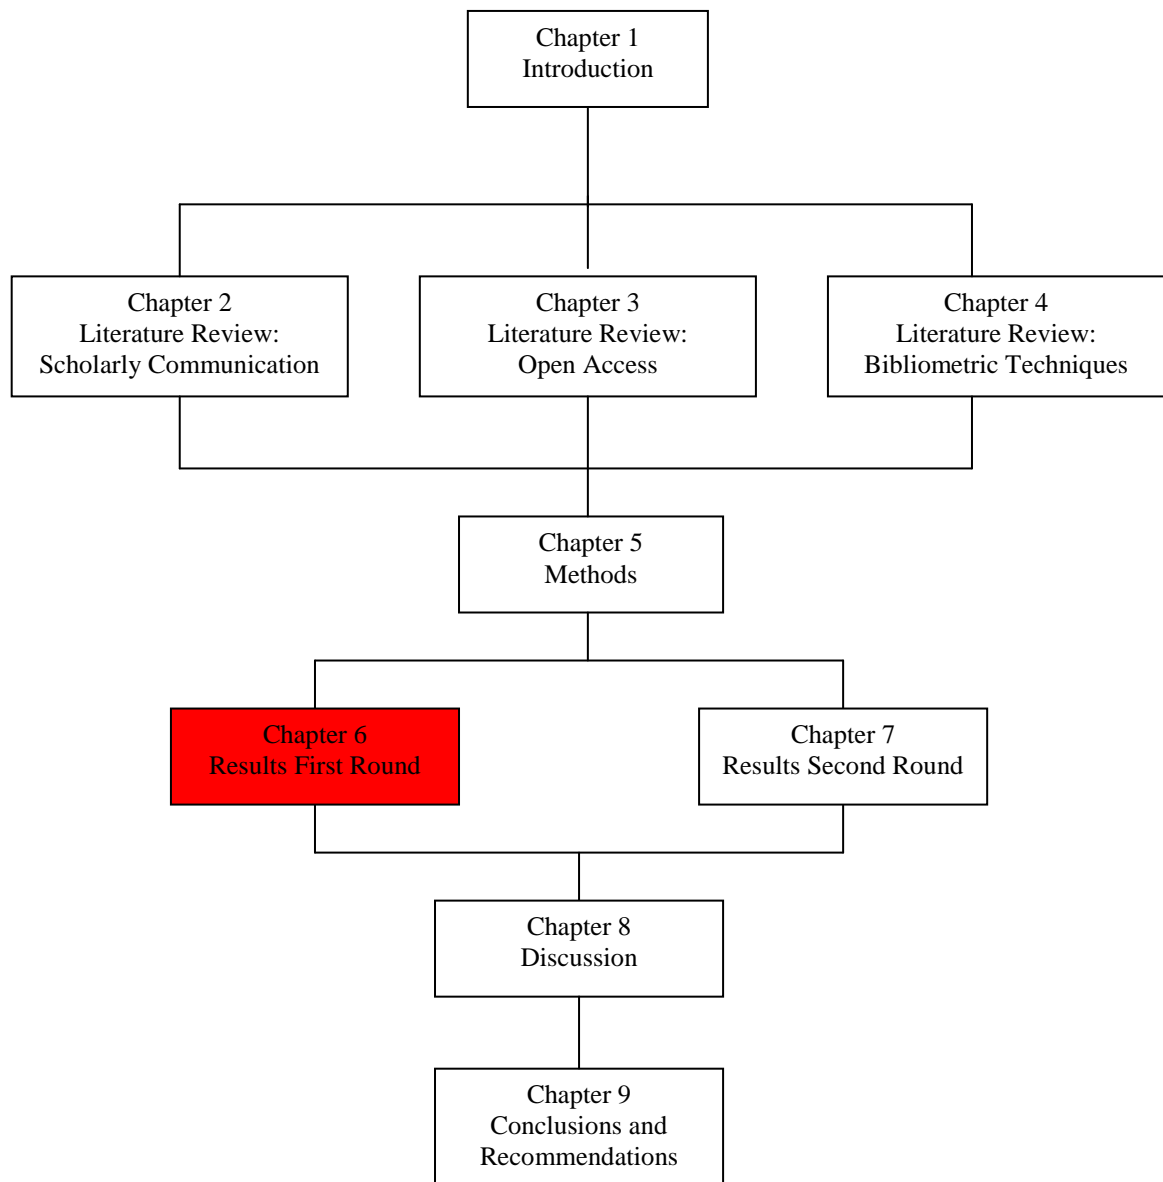 Chapter 1
Introduction
Chapter 2
Literature Review:
Scholarly Communication
Chapter 3
Literature Review:
Open Access
Chapter 4
Literature Review:
Bibliometric Techniques
Chapter 5
Methods
Chapter 6
Results First Round
Chapter 7
Results Second Round
Chapter 8
Discussion
Chapter 9
Conclusions and
Recommendations